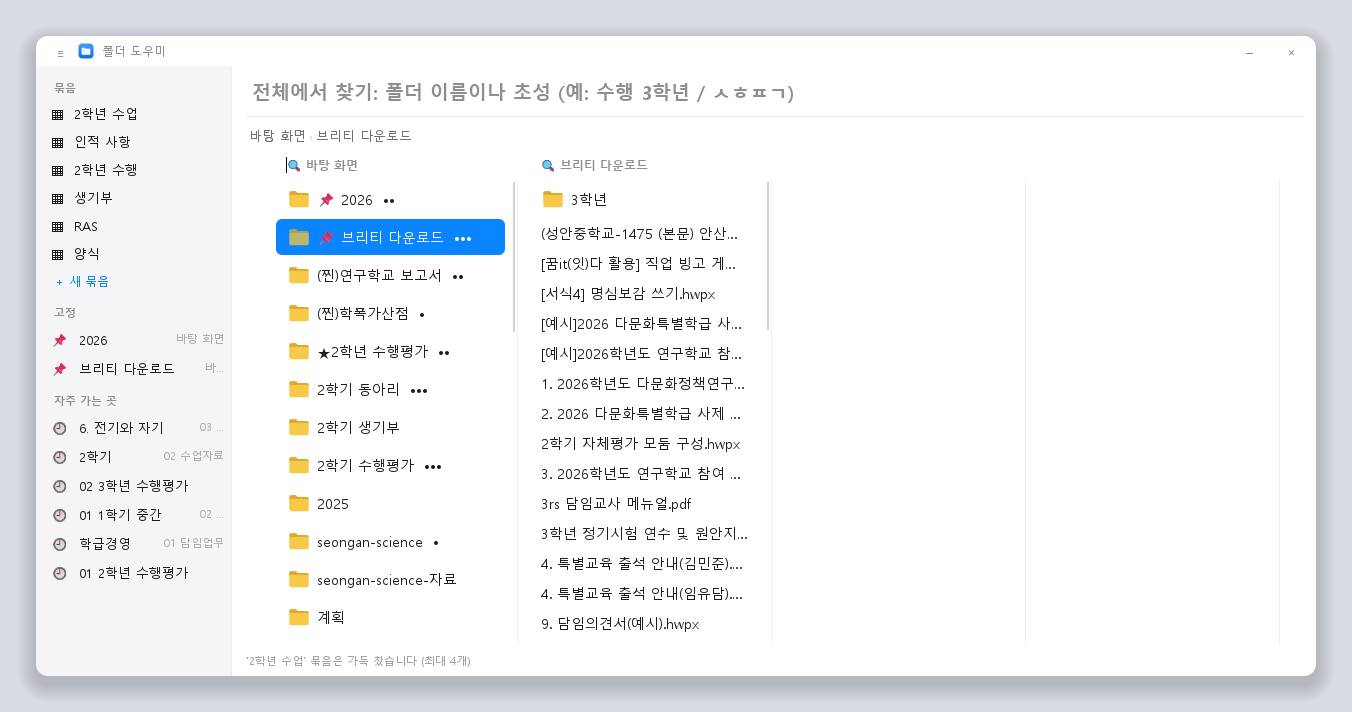 폴더 도우미
묶음
2학년 수업
인적 사항
2학년 수행
생기부
RAS
양식
+ 새 묶음
고정
2026 바탕 화면
브리티 다운로드 바...
자주 가는 곳
6. 전기와 자기 03 ...
2학기 02 수업자료
02 3학년 수행평가
01 1학기 중간 02 ...
학급경영 01 담임업무
01 2학년 수행평가
전체에서 찾기: 폴더 이름이나 초성 (예: 수행 3학년 / ㅅㅎㅍㄱ)
바탕 화면 › 브리티 다운로드
바탕 화면
2026 ••
브리티 다운로드 •••
(찐)연구학교 보고서 ••
(찐)학폭가산점 •
★2학년 수행평가 ••
2학기 동아리 •••
2학기 생기부
2학기 수행평가 •••
2025
seongan-science •
seongan-science-자료
계획
브리티 다운로드
3학년
(성안중학교-1475 (본문) 안산...
[꿈it(잇)다 활용] 직업 빙고 게...
[서식4] 명심보감 쓰기.hwpx
[예시]2026 다문화특별학급 사...
[예시]2026학년도 연구학교 참...
1. 2026학년도 다문화정책연구...
2. 2026 다문화특별학급 사제 ...
2학기 자체평가 모둠 구성.hwpx
3. 2026학년도 연구학교 참여 ...
3rs 담임교사 메뉴얼.pdf
3학년 정기시험 연수 및 원안지...
4. 특별교육 출석 안내(김민준)....
4. 특별교육 출석 안내(임유담)....
9. 담임의견서(예시).hwpx
'2학년 수업' 묶음은 가득 찼습니다 (최대 4개)